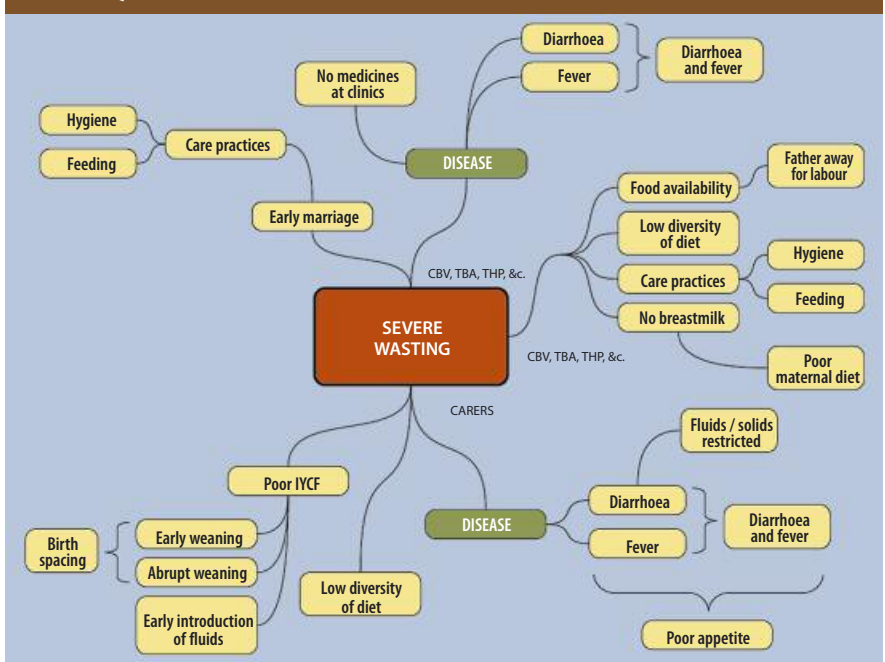 Diarrhoea
Fever
Diarrhoea
and fever
No medicines
at clinics
Hygiene
Feeding
Care practices
DISEASE
Early marriage
Food availability
Father away
for labour
Low diversity
of diet
Care practices
Hygiene
Feeding
No breastmilk
Poor
maternal diet
CBV, TBA, THP, &c.
SEVERE
WASTING
CBV, TBA, THP, &c.
CARERS
Fluids / solids
restricted
Poor IYCF
DISEASE
Diarrhoea
Fever
Diarrhoea
and fever
Birth
spacing
Early weaning
Abrupt weaning
Early introduction
of fluids
Low diversity
of diet
Poor appetite